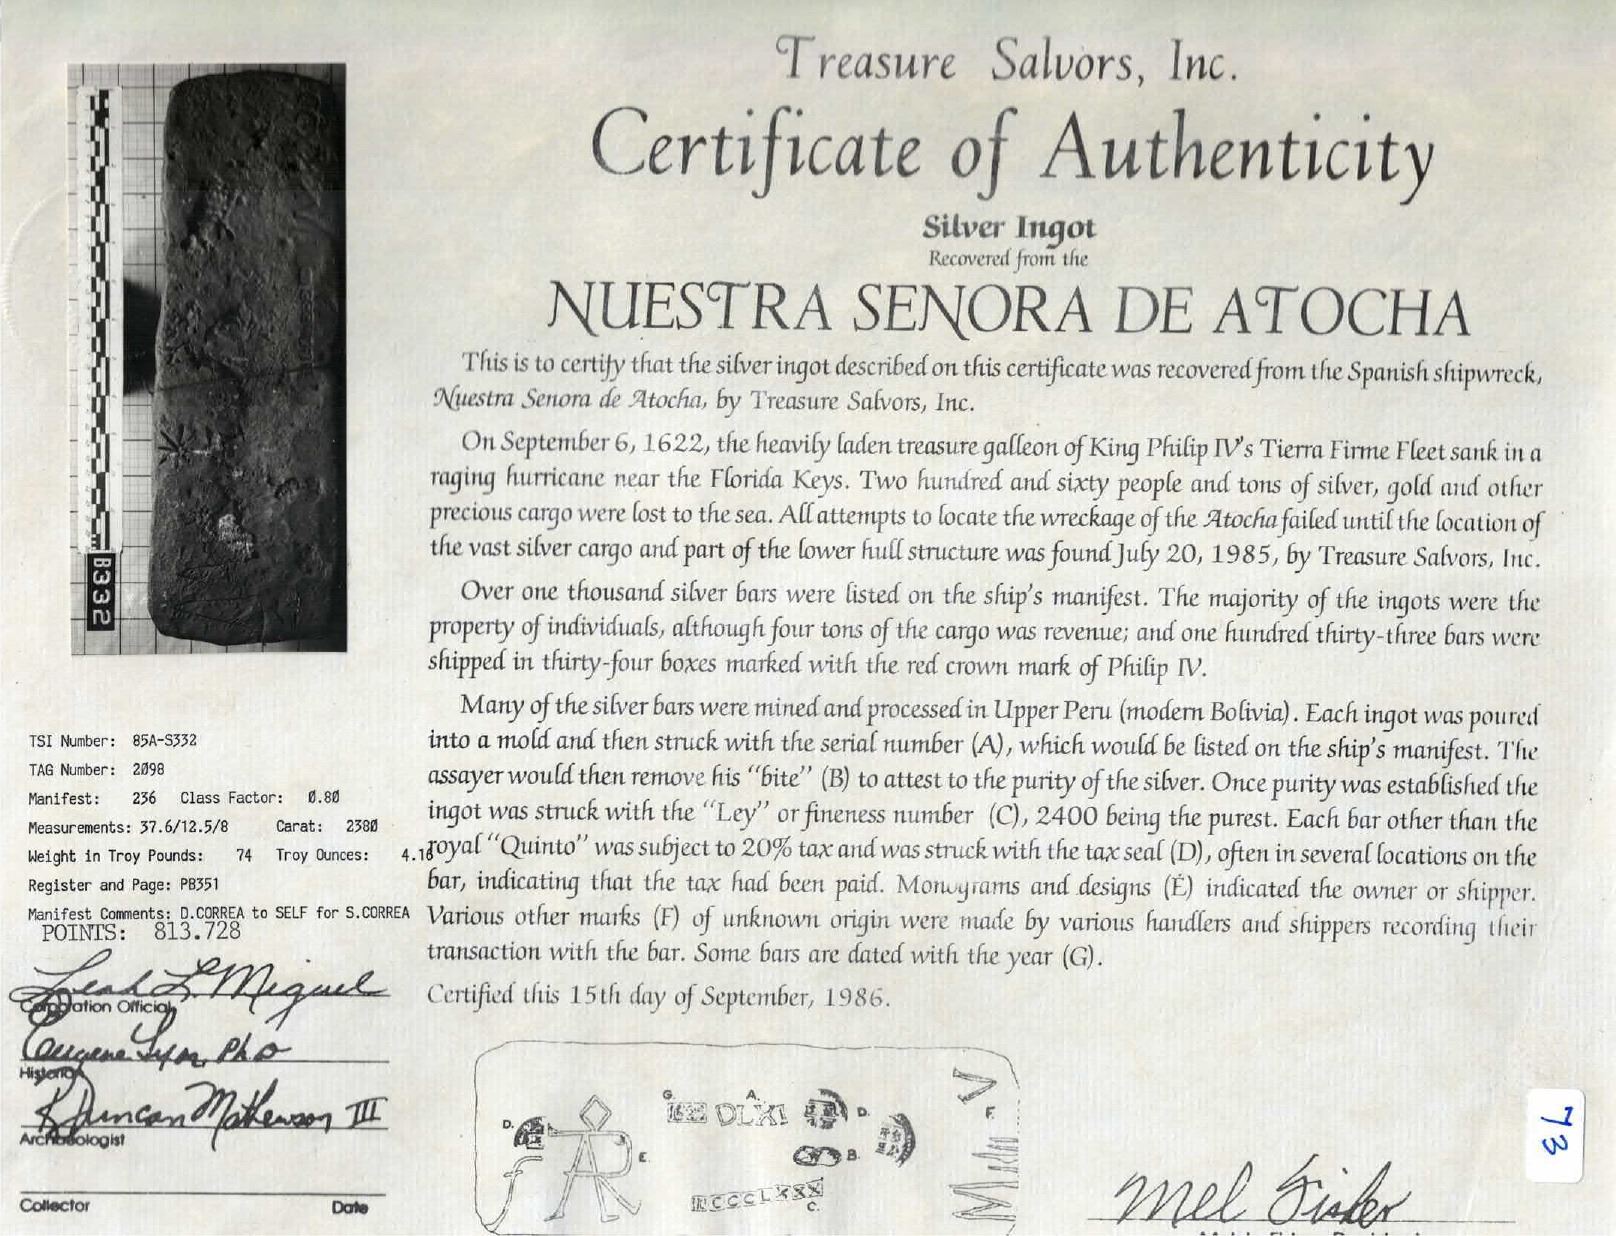 Treasure Salvors, Inc.
Certificate of Authenticity
Silver Ingot
Recovered from the
NUESTRA SENORA DE ATOCHA
This is to certify that the silver ingot described on this certificate was recovered from the Spanish shipwreck,
Nuestra Senora de Atocha, by Treasure Salvors, Inc.
On September 6, 1622, the heavily laden treasure galleon of King Philip IV's Tierra Firme Fleet sank in a
raging hurricane near the Florida Keys. Two hundred and sixty people and tons of silver, gold and other
precious cargo were lost to the sea. All attempts to locate the wreckage of the Atocha failed until the location of
the vast silver cargo and part of the lower hull structure was found July 20, 1985, by Treasure Salvors, Inc.
Over one thousand silver bars were listed on the ship's manifest. The majority of the ingots were the
property of individuals, although four tons of the cargo was revenue; and one hundred thirty-three bars were
shipped in thirty-four boxes marked with the red crown mark of Philip IV.
Many of the silver bars were mined and processed in Upper Peru (modern Bolivia). Each ingot was poured
into a mold and then struck with the serial number (A), which would be listed on the ship's manifest. The
assayer would then remove his "bite" (B) to attest to the purity of the silver. Once purity was established the
ingot was struck with the "Ley" or fineness number (C), 2400 being the purest. Each bar other than the
royal "Quinto" was subject to 20% tax and was struck with the tax seal (D), often in several locations on the
bar, indicating that the tax had been paid. Monograms and designs (E) indicated the owner or shipper.
Various other marks (F) of unknown origin were made by various handlers and shippers recording their
transaction with the bar. Some bars are dated with the year (G).
Certified this 15th day of September, 1986.
B332
TSI Number: 85A-S332
TAG Number: 2098
Manifest: 236 Class Factor: 0.80
Measurements: 37.6/12.5/8 Carat: 2380
Weight in Troy Pounds: 74 Troy Ounces: 4.16
Register and Page: PB351
Manifest Comments: D.CORREA to SELF for S.CORREA
POINTS: 813.728
Leah L. Miguel
Corporation Official
Eugene Lyon, Ph D
Historian
R Duncan Mathewson III
Archaeologist
Collector Date
D. E. G. A. DLXI D. B. F.
CCCLXXX C.
Mel Fisher
73